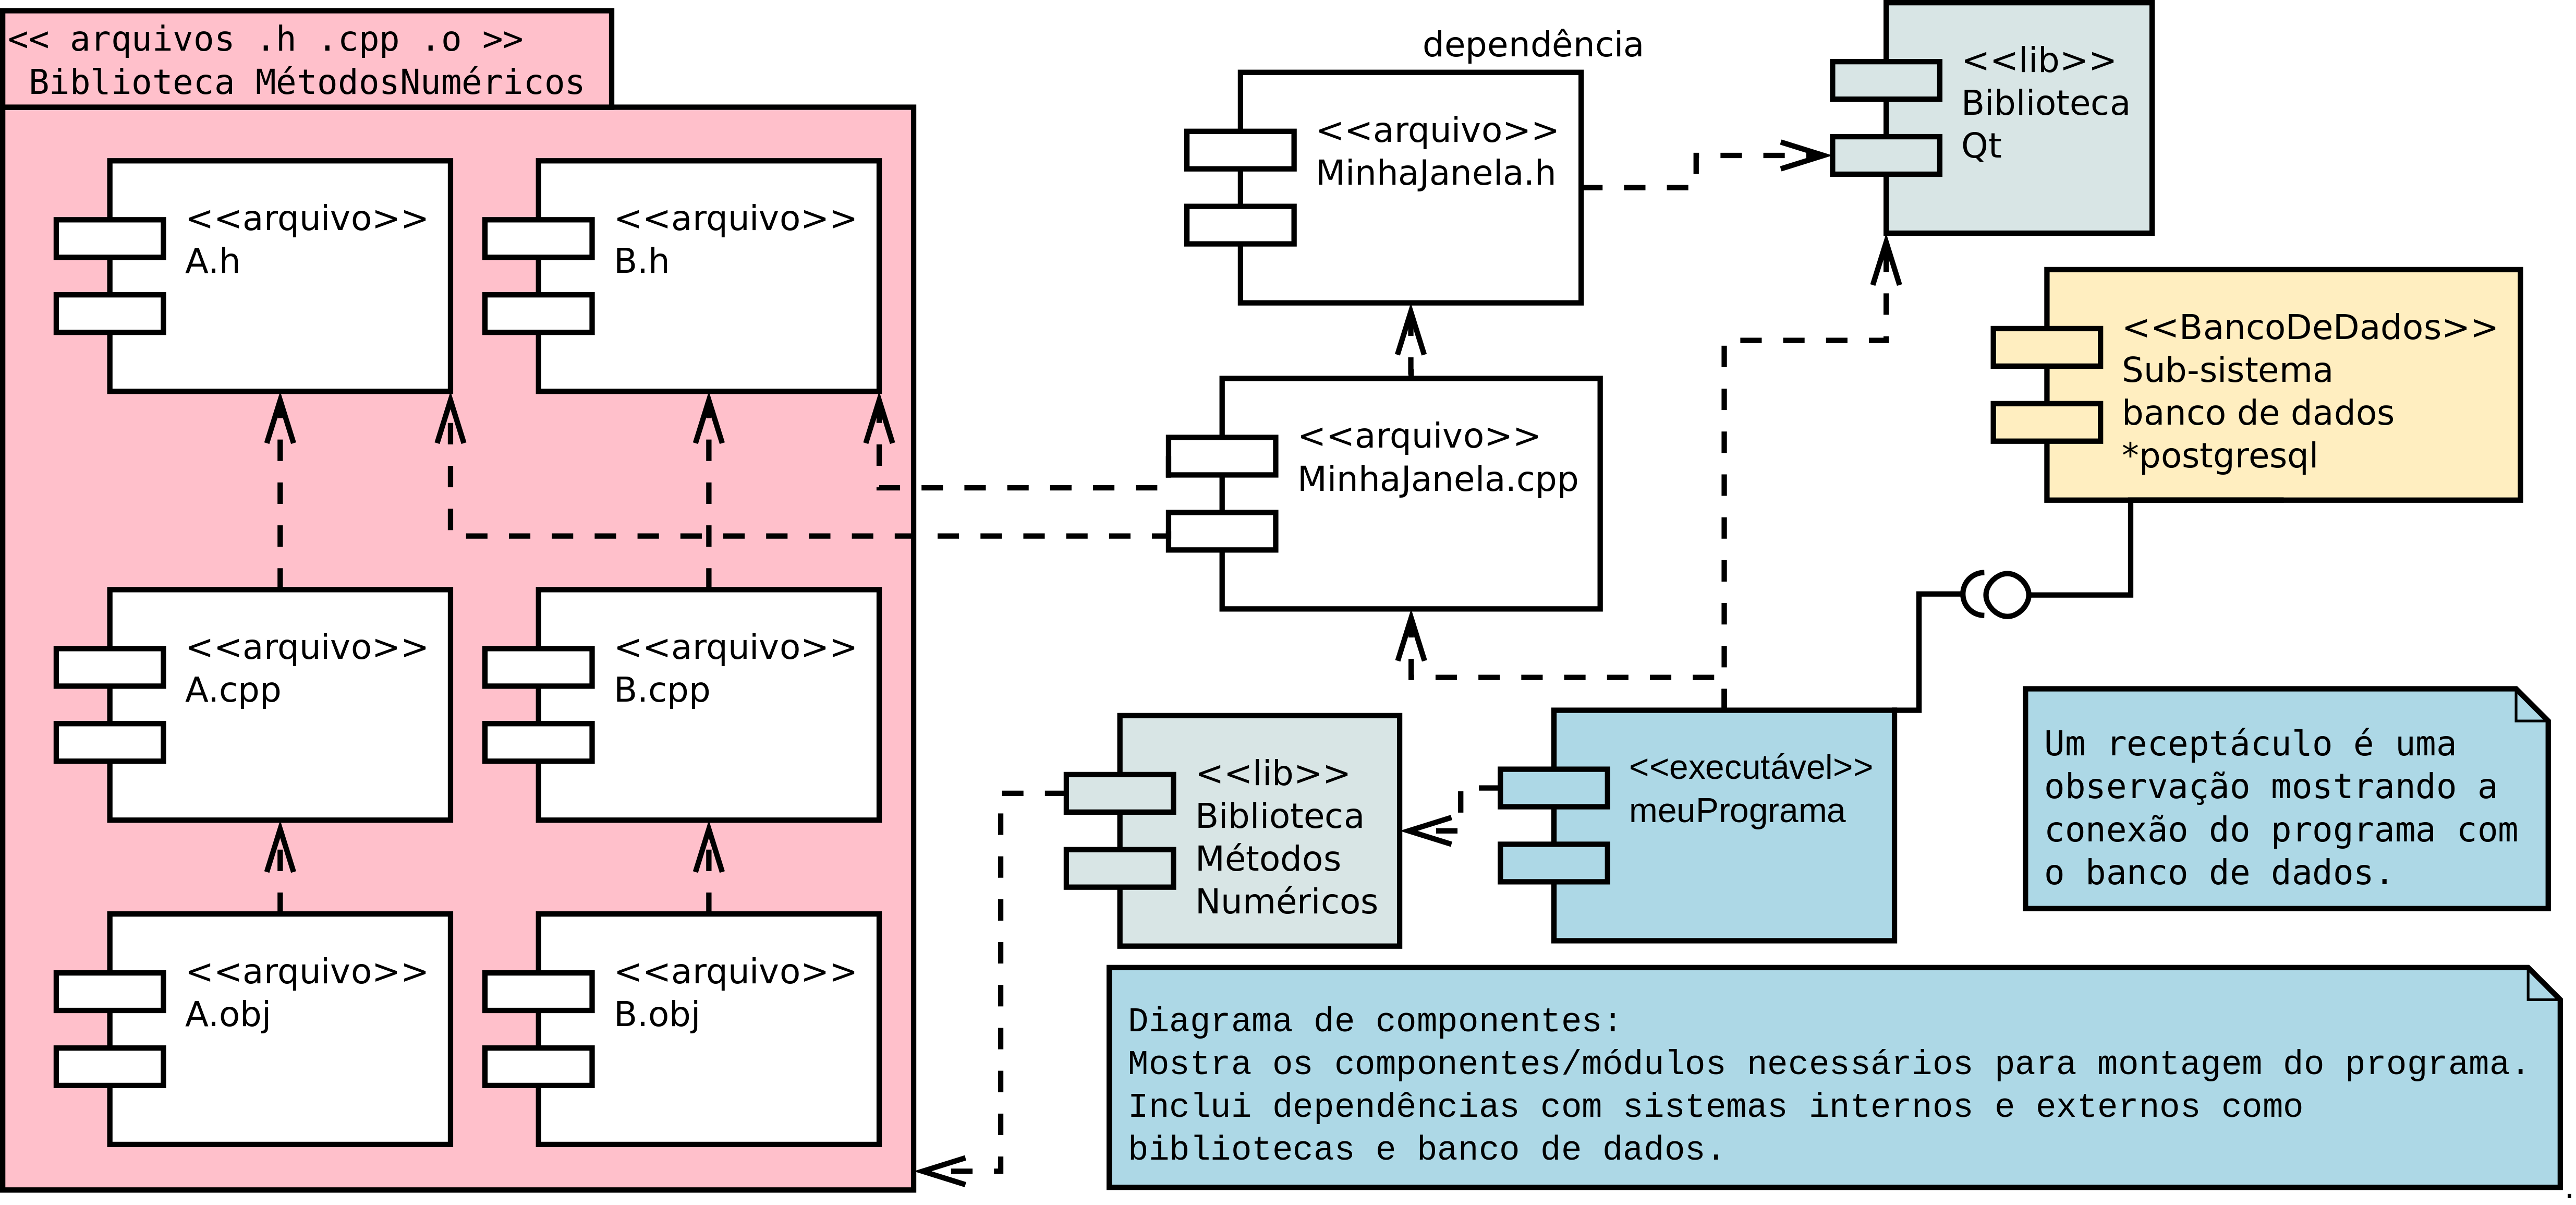 << arquivos .h .cpp .o >>
Biblioteca MétodosNuméricos
<<arquivo>>
A.h
<<arquivo>>
B.h
<<arquivo>>
A.cpp
<<arquivo>>
B.cpp
<<arquivo>>
A.obj
<<arquivo>>
B.obj
dependência
<<arquivo>>
MinhaJanela.h
<<lib>>
Biblioteca
Qt
<<arquivo>>
MinhaJanela.cpp
<<BancoDeDados>>
Sub-sistema
banco de dados
*postgresql
<<lib>>
Biblioteca
Métodos
Numéricos
<<executável>>
meuPrograma
Um receptáculo é uma
observação mostrando a
conexão do programa com
o banco de dados.
Diagrama de componentes:
Mostra os componentes/módulos necessários para montagem do programa.
Inclui dependências com sistemas internos e externos como
bibliotecas e banco de dados.
.